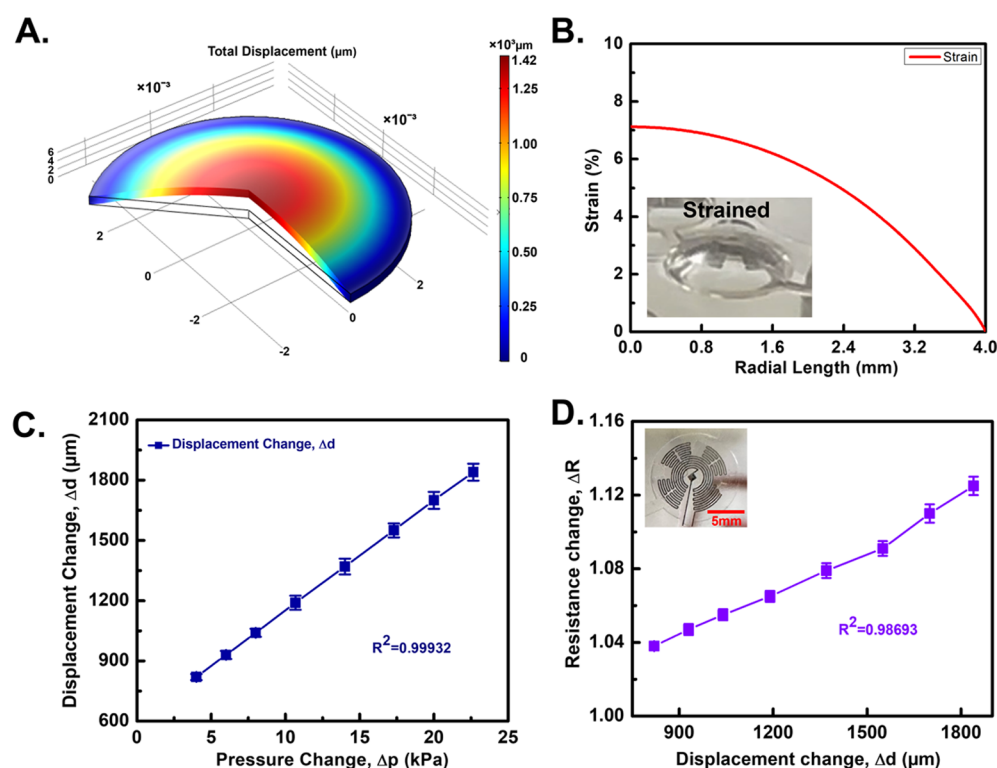 A.
Total Displacement (µm)
×10⁻³
×10⁻³
6
4
2
0
2
0
-2
-2
0
2
×10³µm
1.42
1.25
1.00
0.75
0.50
0.25
0
B.
Strain (%)
10
8
6
4
2
0
Strain
Strained
0.0 0.8 1.6 2.4 3.2 4.0
Radial Length (mm)
C.
Displacement Change, Δd (µm)
2100
1800
1500
1200
900
600
Displacement Change, Δd
R²=0.99932
0 5 10 15 20 25
Pressure Change, Δp (kPa)
D.
Resistance change, ΔR
1.16
1.12
1.08
1.04
1.00
5mm
R²=0.98693
900 1200 1500 1800
Displacement change, Δd (µm)